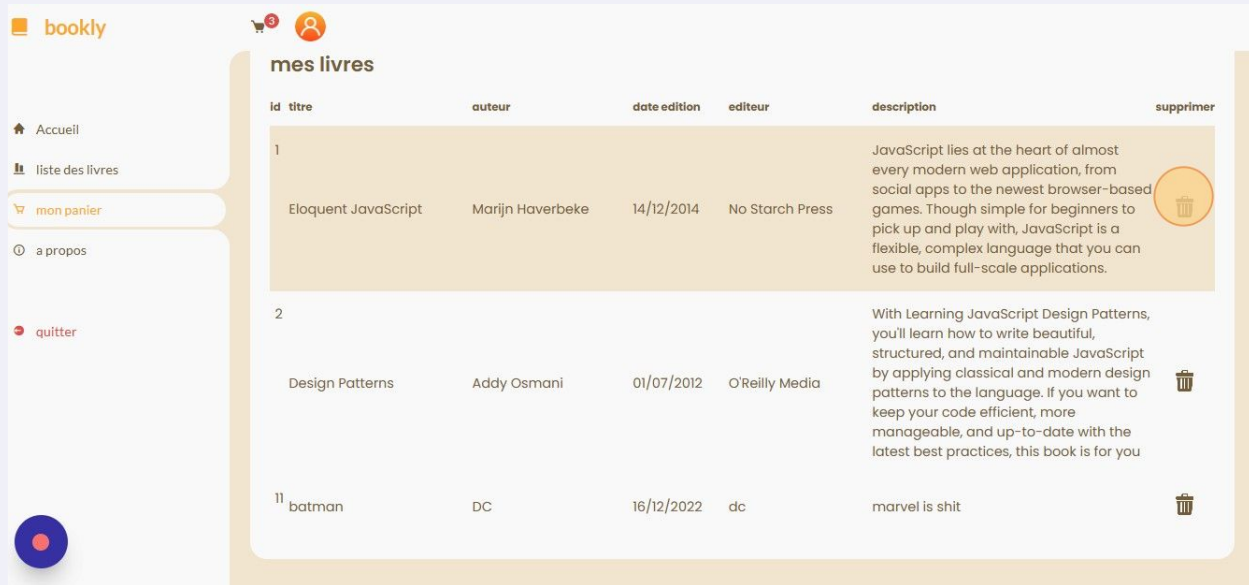 bookly
3
mes livres
id titre auteur date edition editeur description supprimer
Accueil
liste des livres
mon panier
a propos
quitter
1
Eloquent JavaScript Marijn Haverbeke 14/12/2014 No Starch Press
JavaScript lies at the heart of almost
every modern web application, from
social apps to the newest browser-based
games. Though simple for beginners to
pick up and play with, JavaScript is a
flexible, complex language that you can
use to build full-scale applications.
2
Design Patterns Addy Osmani 01/07/2012 O'Reilly Media
With Learning JavaScript Design Patterns,
you'll learn how to write beautiful,
structured, and maintainable JavaScript
by applying classical and modern design
patterns to the language. If you want to
keep your code efficient, more
manageable, and up-to-date with the
latest best practices, this book is for you
11 batman DC 16/12/2022 dc marvel is shit